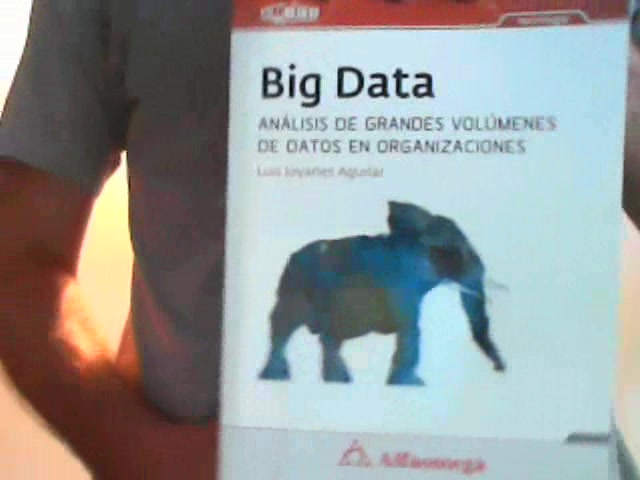 Big Data
ANÁLISIS DE GRANDES VOLÚMENES
DE DATOS EN ORGANIZACIONES
Luis Joyanes Aguilar
Alfaomega